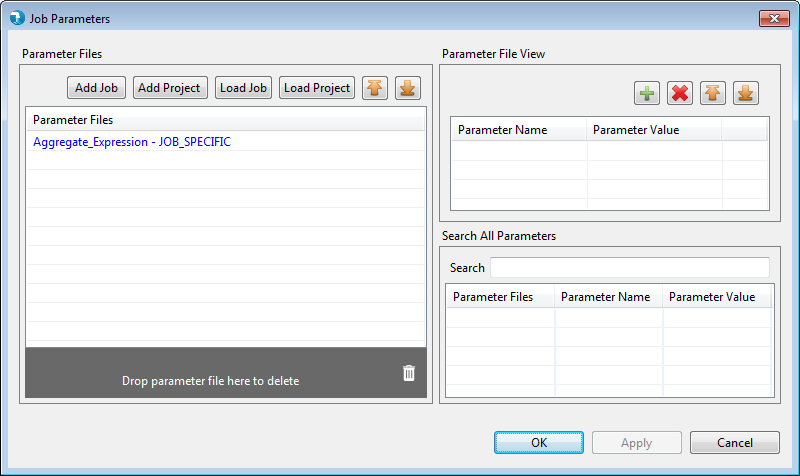 Job Parameters
Parameter Files
Add Job Add Project Load Job Load Project
Parameter Files
Aggregate_Expression - JOB_SPECIFIC
Drop parameter file here to delete
Parameter File View
Parameter Name Parameter Value
Search All Parameters
Search
Parameter Files Parameter Name Parameter Value
OK Apply Cancel